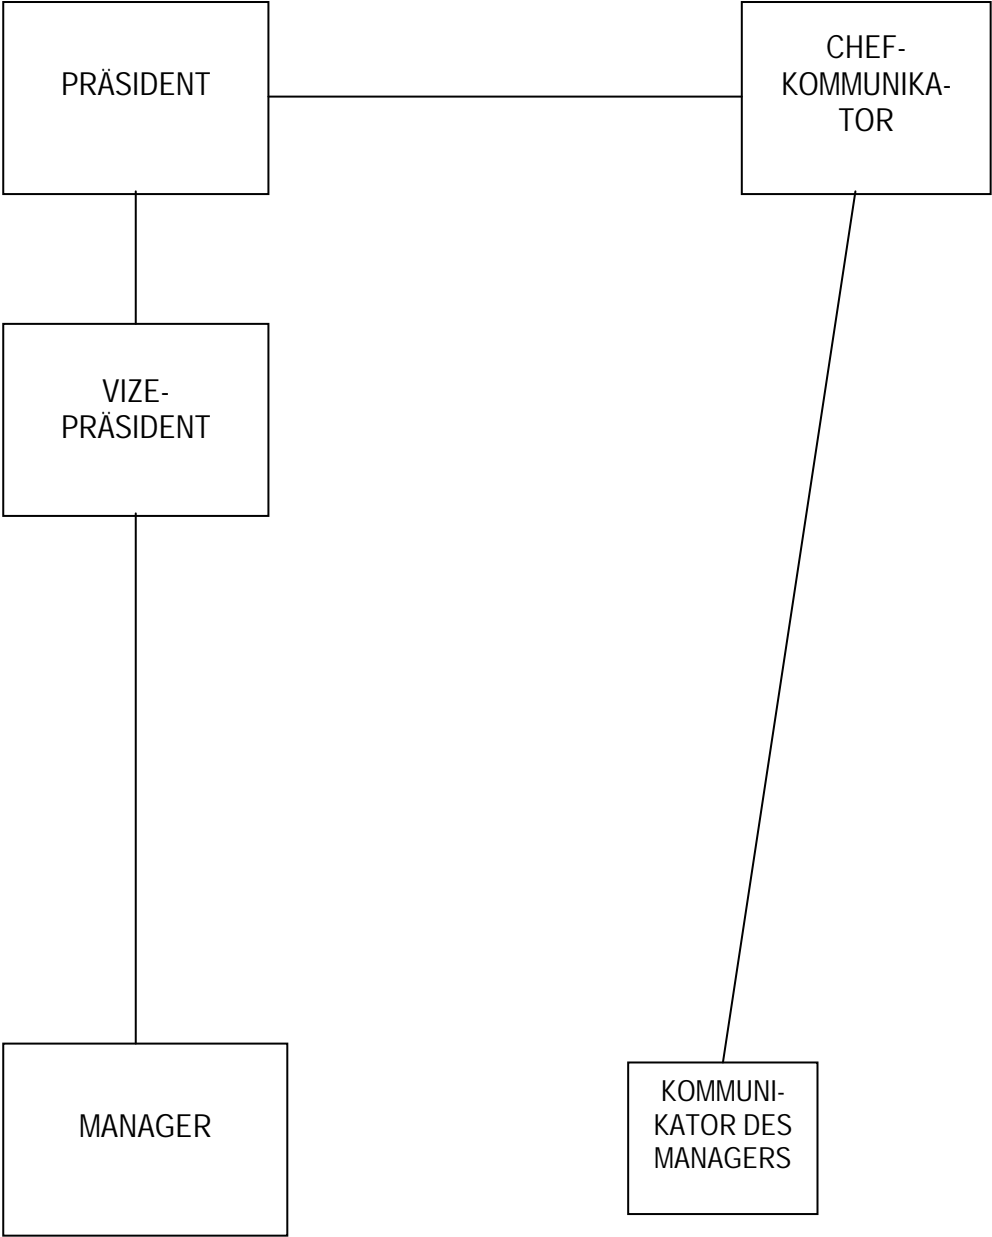 PRÄSIDENT
CHEF-
KOMMUNIKA-
TOR
VIZE-
PRÄSIDENT
MANAGER
KOMMUNI-
KATOR DES
MANAGERS